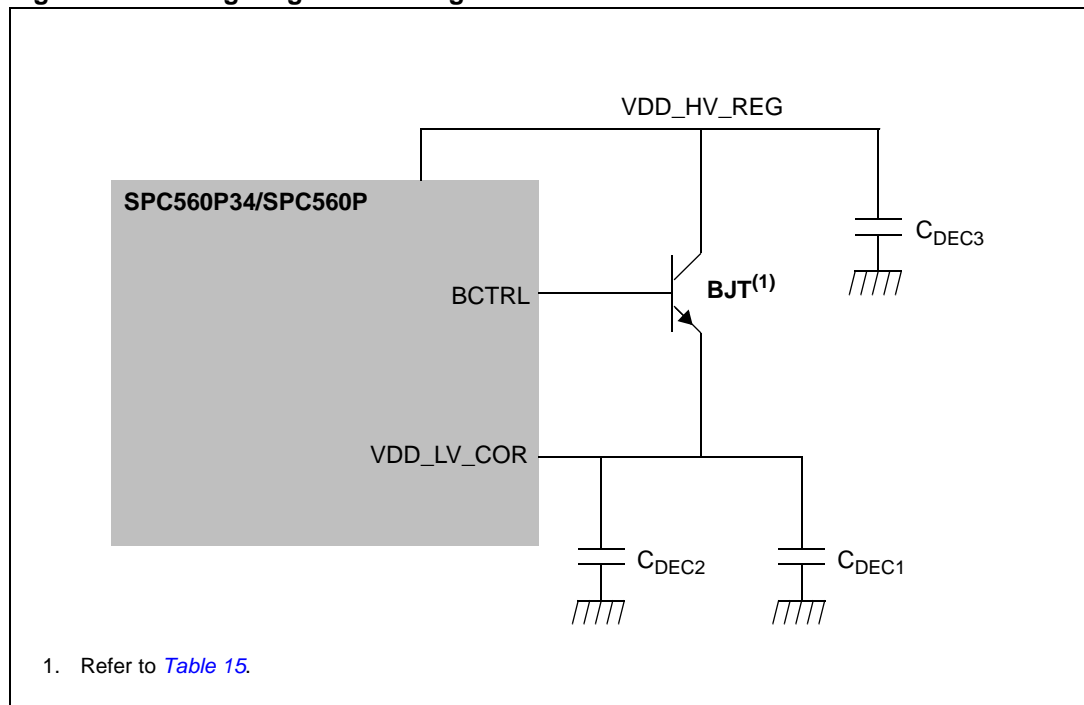 VDD_HV_REG
SPC560P34/SPC560P
CDEC3
BCTRL
BJT(1)
VDD_LV_COR
CDEC2
CDEC1
1. Refer to Table 15.